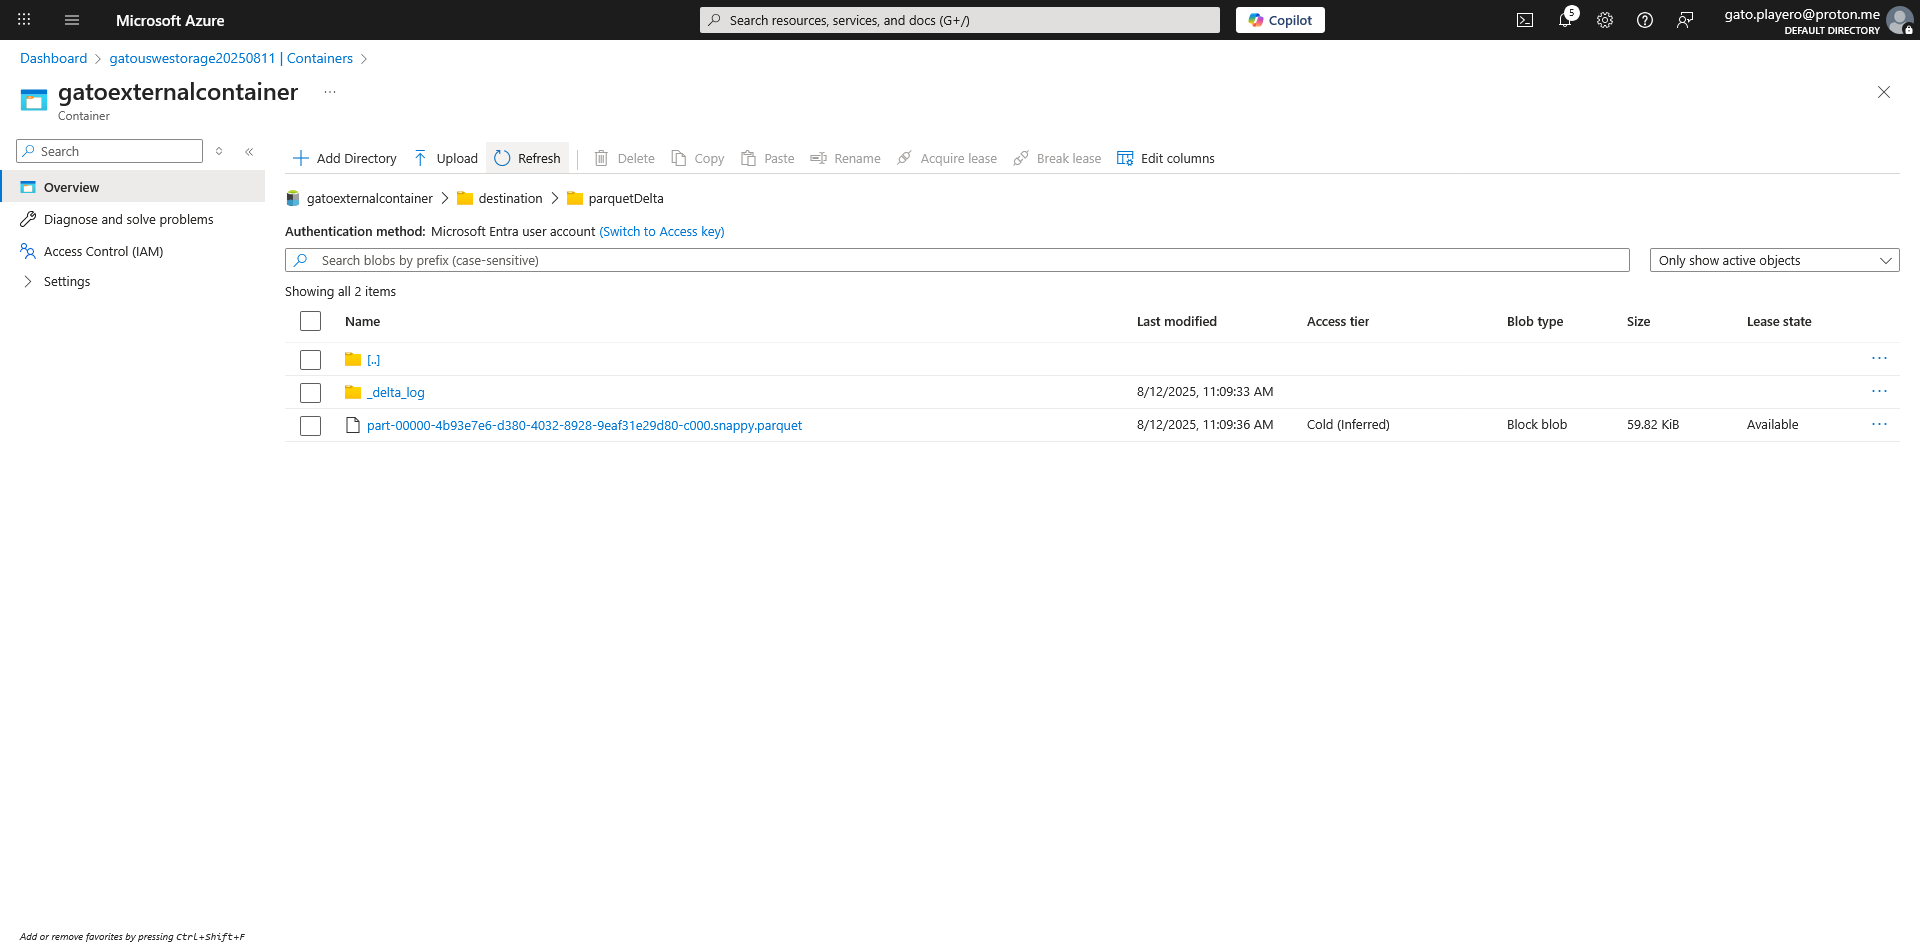 Microsoft Azure
Search resources, services, and docs (G+/)
Copilot
5
gato.playero@proton.me
DEFAULT DIRECTORY
Dashboard
gatouswestorage20250811 | Containers
gatoexternalcontainer
Container
Search
Add Directory
Upload
Refresh
Delete
Copy
Paste
Rename
Acquire lease
Break lease
Edit columns
Overview
Diagnose and solve problems
Access Control (IAM)
Settings
gatoexternalcontainer
destination
parquetDelta
Authentication method: Microsoft Entra user account (Switch to Access key)
Search blobs by prefix (case-sensitive)
Only show active objects
Showing all 2 items
Name Last modified Access tier Blob type Size Lease state
[..]
_delta_log 8/12/2025, 11:09:33 AM
part-00000-4b93e7e6-d380-4032-8928-9eaf31e29d80-c000.snappy.parquet 8/12/2025, 11:09:36 AM Cold (Inferred) Block blob 59.82 KiB Available
Add or remove favorites by pressing Ctrl+Shift+F